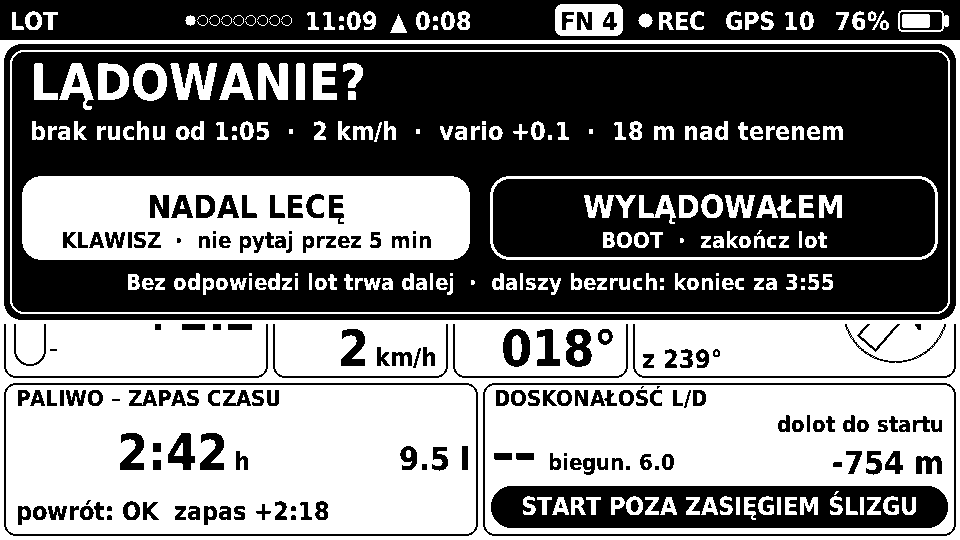 LOT 11:09 ▲ 0:08 FN 4 REC GPS 10 76%
LĄDOWANIE?
brak ruchu od 1:05 · 2 km/h · vario +0.1 · 18 m nad terenem
NADAL LECĘ
KLAWISZ · nie pytaj przez 5 min
WYLĄDOWAŁEM
BOOT · zakończ lot
Bez odpowiedzi lot trwa dalej · dalszy bezruch: koniec za 3:55
2 km/h
018°
z 239°
PALIWO – ZAPAS CZASU
2:42 h 9.5 l
powrót: OK zapas +2:18
DOSKONAŁOŚĆ L/D
dolot do startu
-- biegun. 6.0 -754 m
START POZA ZASIĘGIEM ŚLIZGU